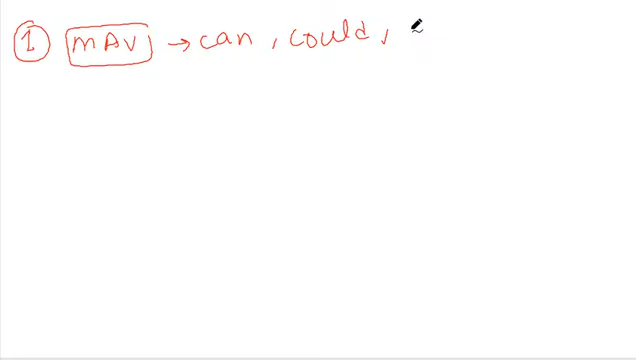 1 MAV → can, could,